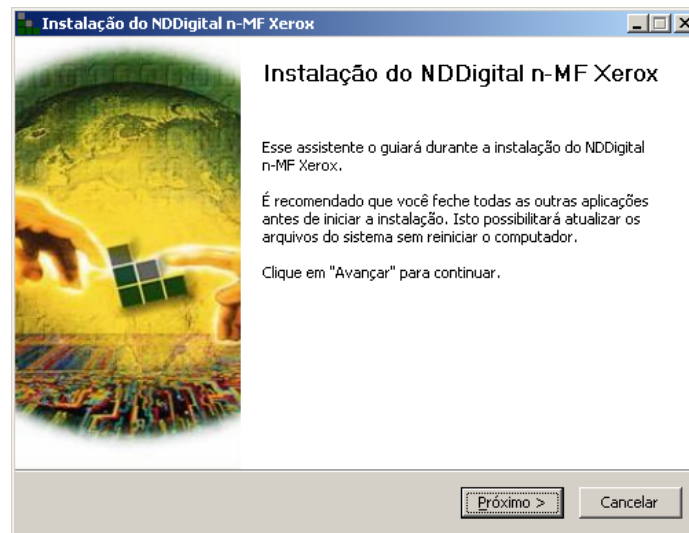 Instalação do NDDigital n-MF Xerox
Instalação do NDDigital n-MF Xerox
Esse assistente o guiará durante a instalação do NDDigital
n-MF Xerox.
É recomendado que você feche todas as outras aplicações
antes de iniciar a instalação. Isto possibilitará atualizar os
arquivos do sistema sem reiniciar o computador.
Clique em "Avançar" para continuar.
Próximo > Cancelar